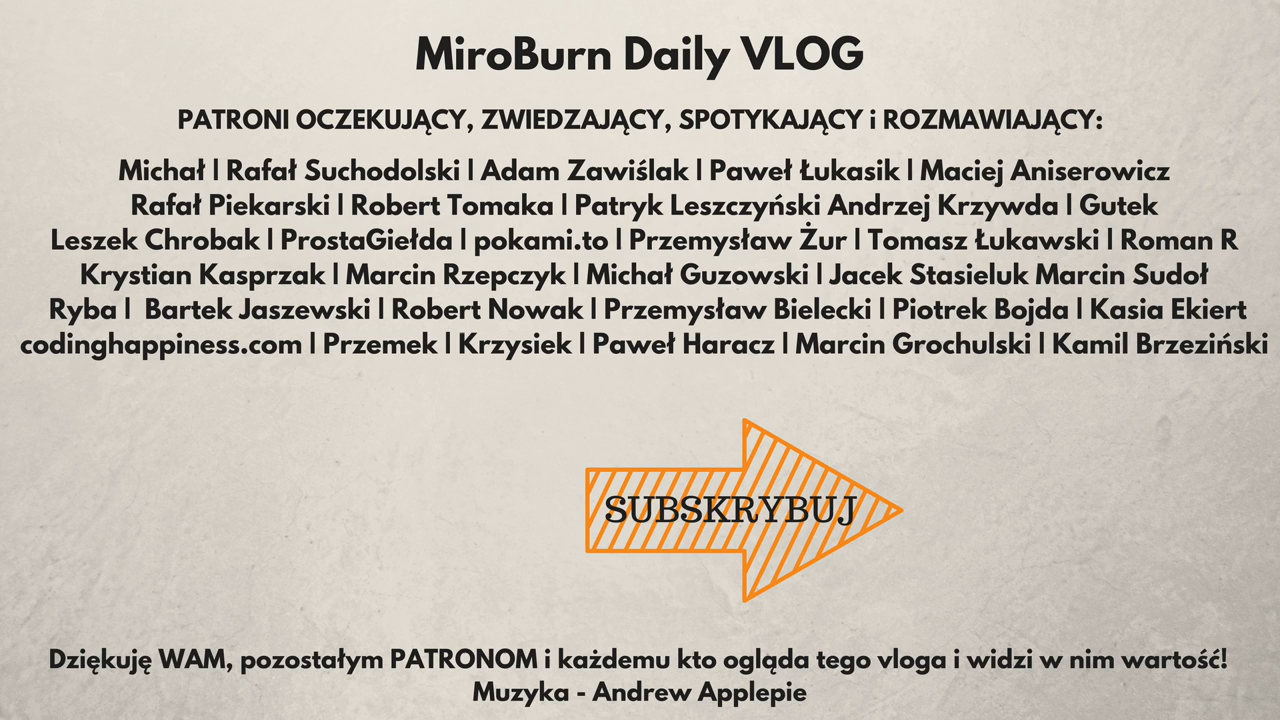 MiroBurn Daily VLOG
PATRONI OCZEKUJĄCY, ZWIEDZAJĄCY, SPOTYKAJĄCY i ROZMAWIAJĄCY:
Michał | Rafał Suchodolski | Adam Zawiślak | Paweł Łukasik | Maciej Aniserowicz
Rafał Piekarski | Robert Tomaka | Patryk Leszczyński Andrzej Krzywda | Gutek
Leszek Chrobak | ProstaGiełda | pokami.to | Przemysław Żur | Tomasz Łukawski | Roman R
Krystian Kasprzak | Marcin Rzepczyk | Michał Guzowski | Jacek Stasieluk Marcin Sudoł
Ryba |  Bartek Jaszewski | Robert Nowak | Przemysław Bielecki | Piotrek Bojda | Kasia Ekiert
codinghappiness.com | Przemek | Krzysiek | Paweł Haracz | Marcin Grochulski | Kamil Brzeziński
SUBSKRYBUJ
Dziękuję WAM, pozostałym PATRONOM i każdemu kto ogląda tego vloga i widzi w nim wartość!
Muzyka - Andrew Applepie